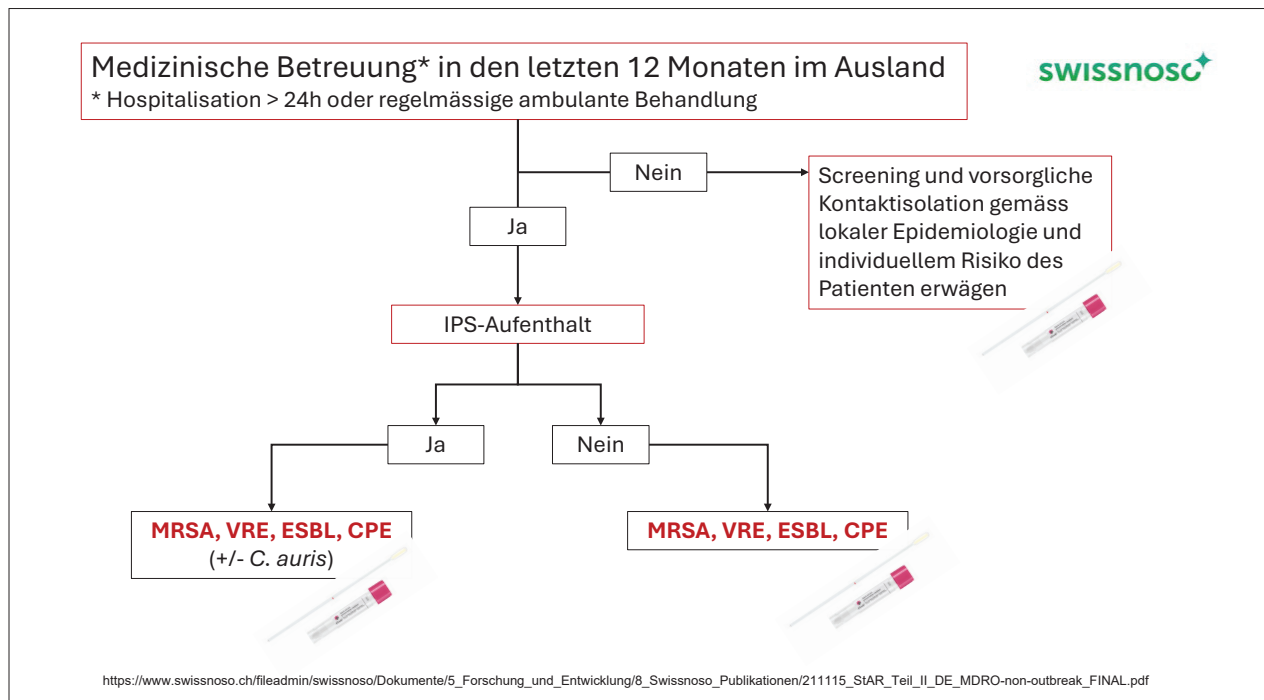 Medizinische Betreuung* in den letzten 12 Monaten im Ausland
* Hospitalisation > 24h oder regelmässige ambulante Behandlung
swissnoso
Nein
Screening und vorsorgliche
Kontaktisolation gemäss
lokaler Epidemiologie und
individuellem Risiko des
Patienten erwägen
Ja
IPS-Aufenthalt
Ja
Nein
MRSA, VRE, ESBL, CPE
(+/- C. auris)
MRSA, VRE, ESBL, CPE
https://www.swissnoso.ch/fileadmin/swissnoso/Dokumente/5_Forschung_und_Entwicklung/8_Swissnoso_Publikationen/211115_StAR_Teil_II_DE_MDRO-non-outbreak_FINAL.pdf